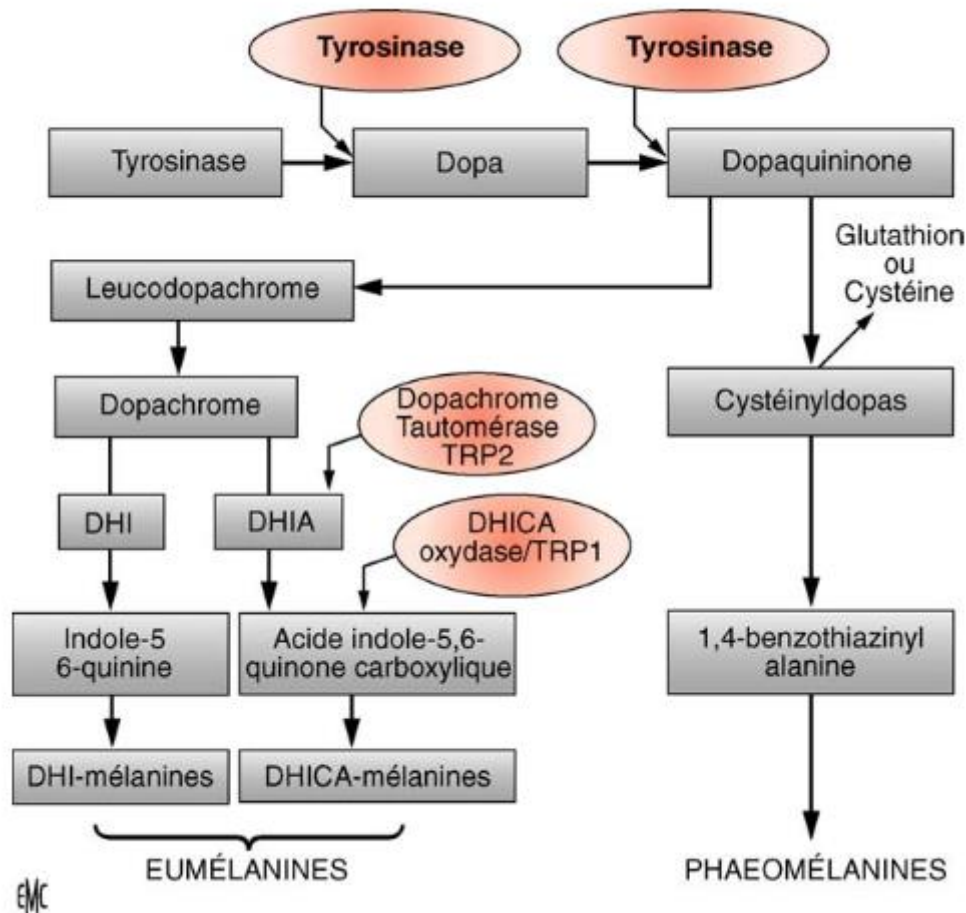 Tyrosinase
Tyrosinase
Tyrosinase
Dopa
Dopaquininone
Glutathion
ou
Cystéine
Leucodopachrome
Dopachrome
Dopachrome
Tautomérase
TRP2
Cystéinyldopas
DHI
DHIA
DHICA
oxydase/TRP1
Indole-5
6-quinine
Acide indole-5,6-
quinone carboxylique
1,4-benzothiazinyl
alanine
DHI-mélanines
DHICA-mélanines
EUMÉLANINES
PHAEOMÉLANINES
EMC